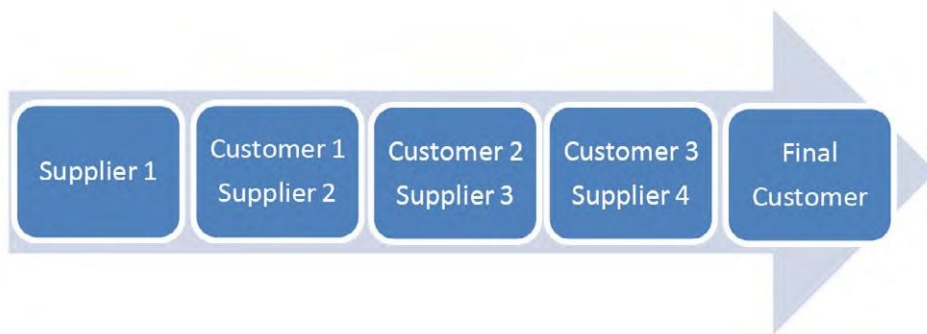 Supplier 1
Customer 1
Supplier 2
Customer 2
Supplier 3
Customer 3
Supplier 4
Final
Customer